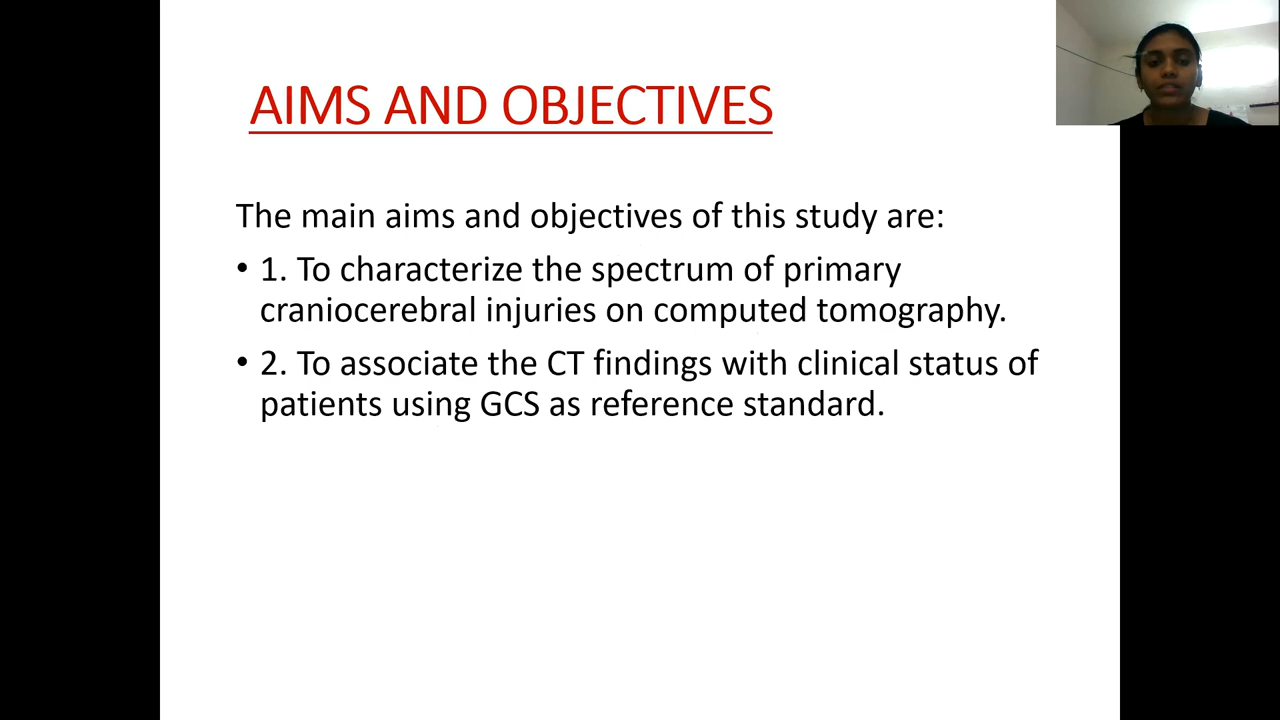 AIMS AND OBJECTIVES
The main aims and objectives of this study are:
• 1. To characterize the spectrum of primary
craniocerebral injuries on computed tomography.
• 2. To associate the CT findings with clinical status of
patients using GCS as reference standard.